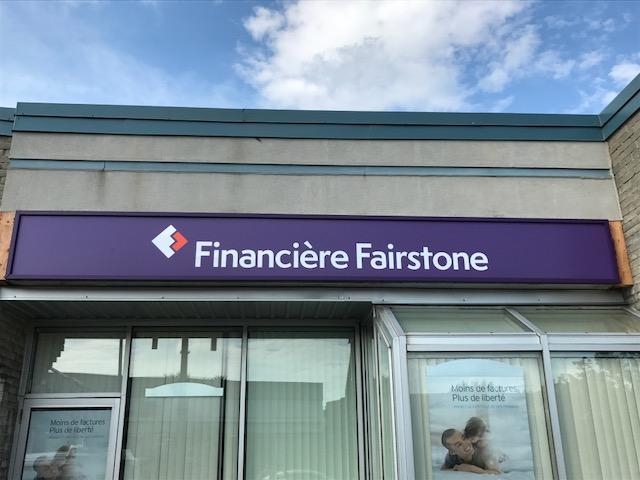 Financière Fairstone
Moins de factures
Plus de liberté
Moins de factures
Plus de liberté